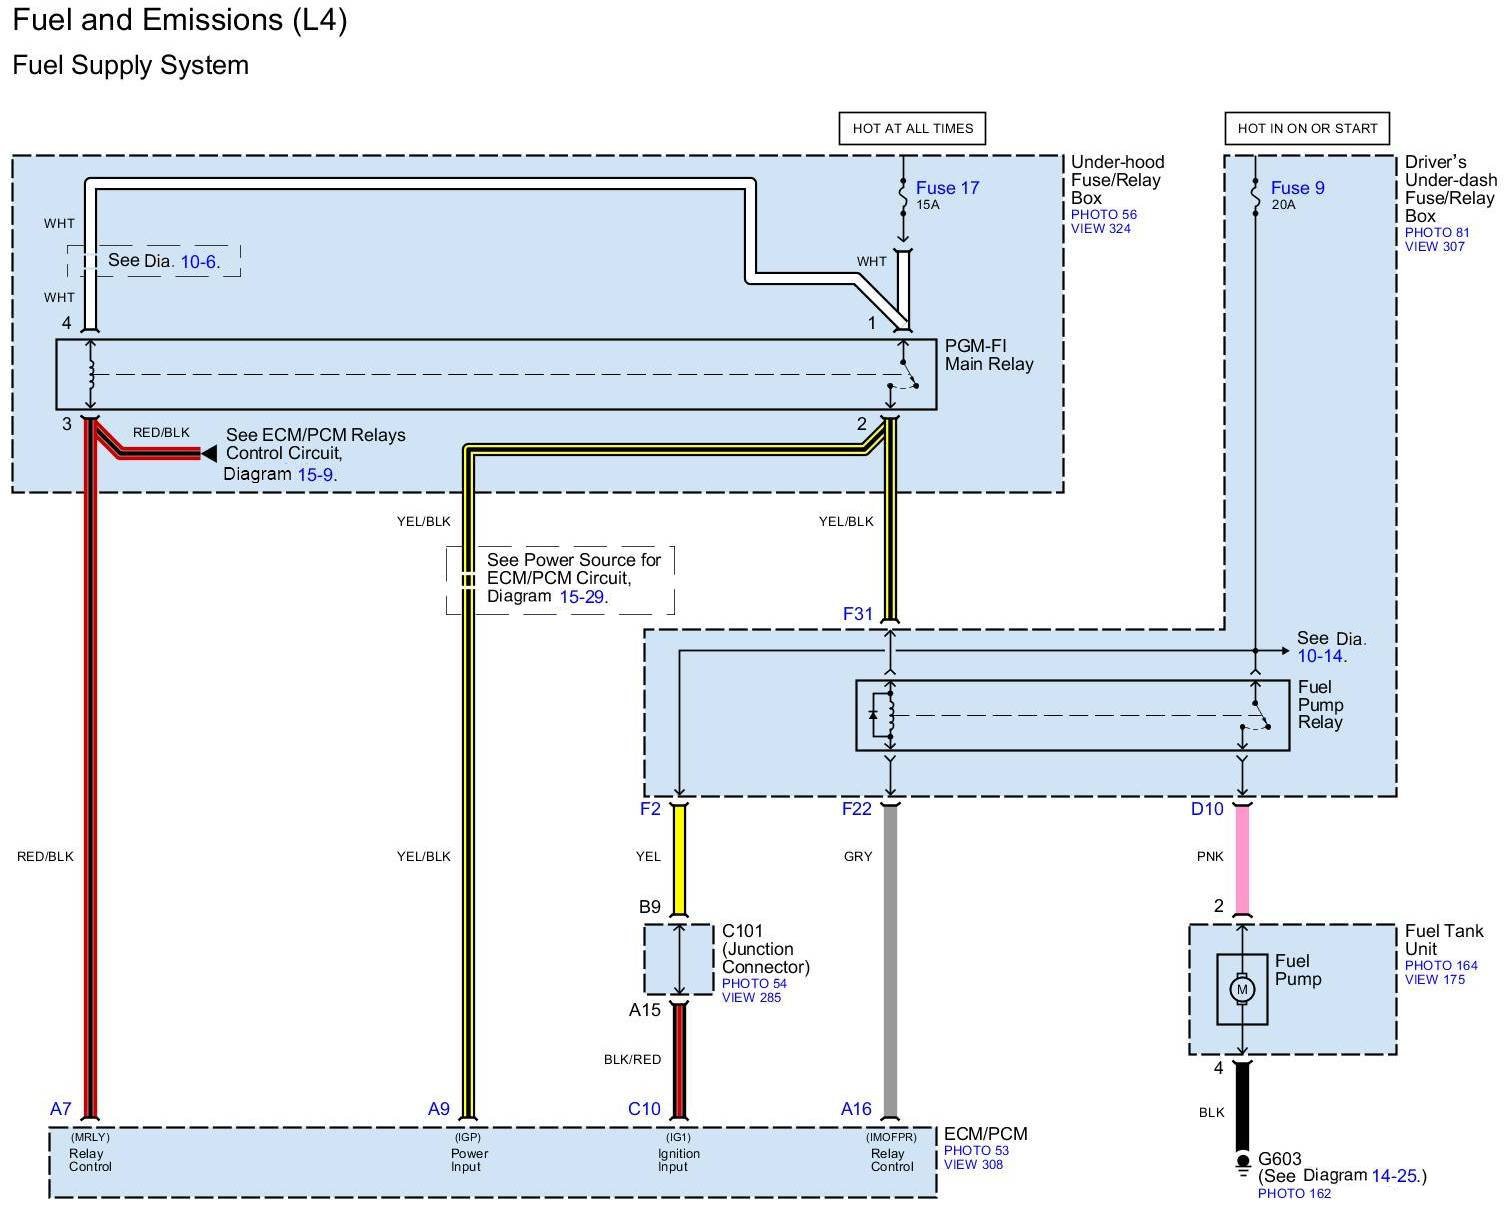 Fuel and Emissions (L4)
Fuel Supply System
HOT AT ALL TIMES
HOT IN ON OR START
Under-hood
Fuse/Relay
Box
PHOTO 56
VIEW 324
Driver's
Under-dash
Fuse/Relay
Box
PHOTO 81
VIEW 307
Fuse 17
15A
Fuse 9
20A
WHT
See Dia. 10-6.
WHT
WHT
4
1
PGM-FI
Main Relay
3
2
RED/BLK
See ECM/PCM Relays
Control Circuit,
Diagram 15-9.
YEL/BLK
YEL/BLK
See Power Source for
ECM/PCM Circuit,
Diagram 15-29.
F31
See Dia.
10-14.
Fuel
Pump
Relay
F2
F22
D10
RED/BLK
YEL/BLK
YEL
GRY
PNK
B9
2
C101
(Junction
Connector)
PHOTO 54
VIEW 285
Fuel
Pump
M
Fuel Tank
Unit
PHOTO 164
VIEW 175
A15
BLK/RED
4
BLK
A7
A9
C10
A16
(MRLY)
Relay
Control
(IGP)
Power
Input
(IG1)
Ignition
Input
(IMOFPR)
Relay
Control
ECM/PCM
PHOTO 53
VIEW 308
G603
(See Diagram 14-25.)
PHOTO 162